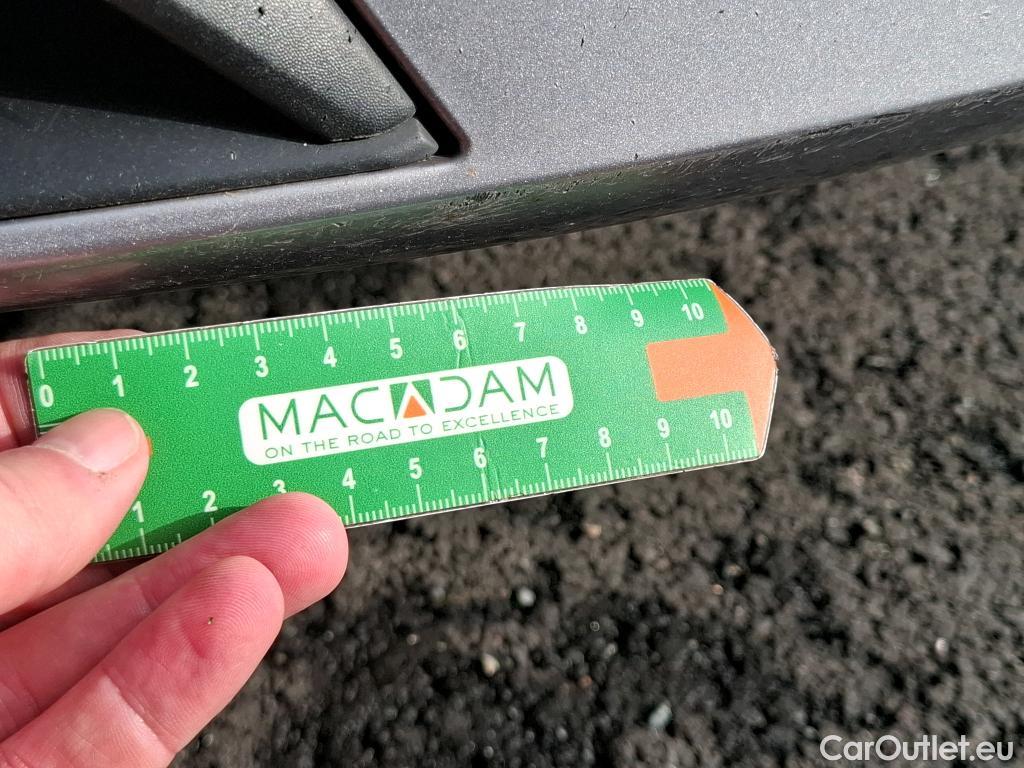 0 1 2 3 4 5 6 7 8 9 10
MACADAM
ON THE ROAD TO EXCELLENCE
1 2 3 4 5 6 7 8 9 10
CarOutlet.eu